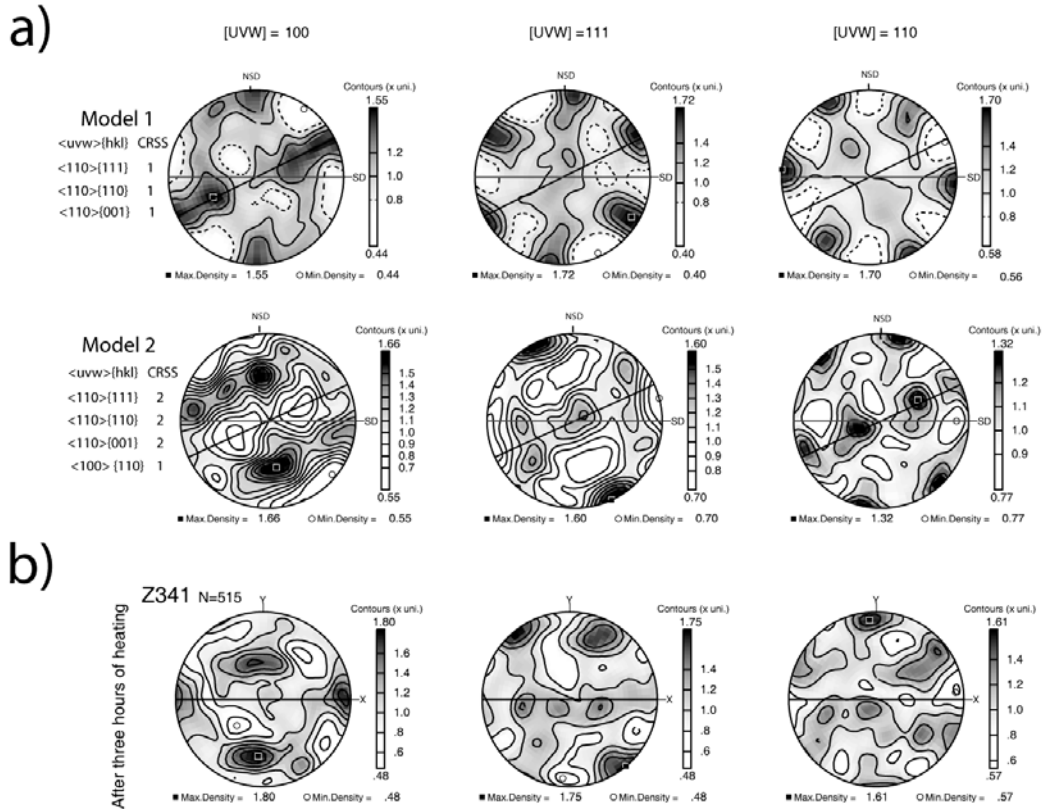 a)
[UVW] = 100 [UVW] =111 [UVW] = 110
NSD NSD NSD
Contours (x uni.) Contours (x uni.) Contours (x uni.)
1.55 1.72 1.70
Model 1
<uvw>{hkl} CRSS
<110>{111} 1
<110>{110} 1
<110>{001} 1
SD SD SD
1.2 1.4 1.4
1.0 1.2 1.2
0.8 1.0 1.0
0.8 0.8
0.44 0.40 0.58
Max.Density = 1.55 Min.Density = 0.44 Max.Density = 1.72 Min.Density = 0.40 Max.Density = 1.70 Min.Density = 0.56
NSD NSD NSD
Contours (x uni.) Contours (x uni.) Contours (x uni.)
1.66 1.60 1.32
Model 2
<uvw>{hkl} CRSS
<110>{111} 2
<110>{110} 2
<110>{001} 2
<100> {110} 1
SD SD SD
1.5 1.5 1.2
1.4 1.4 1.1
1.3 1.3 1.0
1.2 1.2 0.9
1.1 1.1
1.0 1.0
0.9 0.9
0.8 0.8
0.7
0.55 0.70 0.77
Max.Density = 1.66 Min.Density = 0.55 Max.Density = 1.60 Min.Density = 0.70 Max.Density = 1.32 Min.Density = 0.77
b)
After three hours of heating
Z341 N=515
Y Y Y
Contours (x uni.) Contours (x uni.) Contours (x uni.)
1.80 1.75 1.61
X X X
1.6 1.4 1.4
1.4 1.2 1.2
1.2 1.0 1.0
1.0 .8 .8
.8 .6 .6
.6
.48 .48 .57
Max.Density = 1.80 Min.Density = .48 Max.Density = 1.75 Min.Density = .48 Max.Density = 1.61 Min.Density = .57